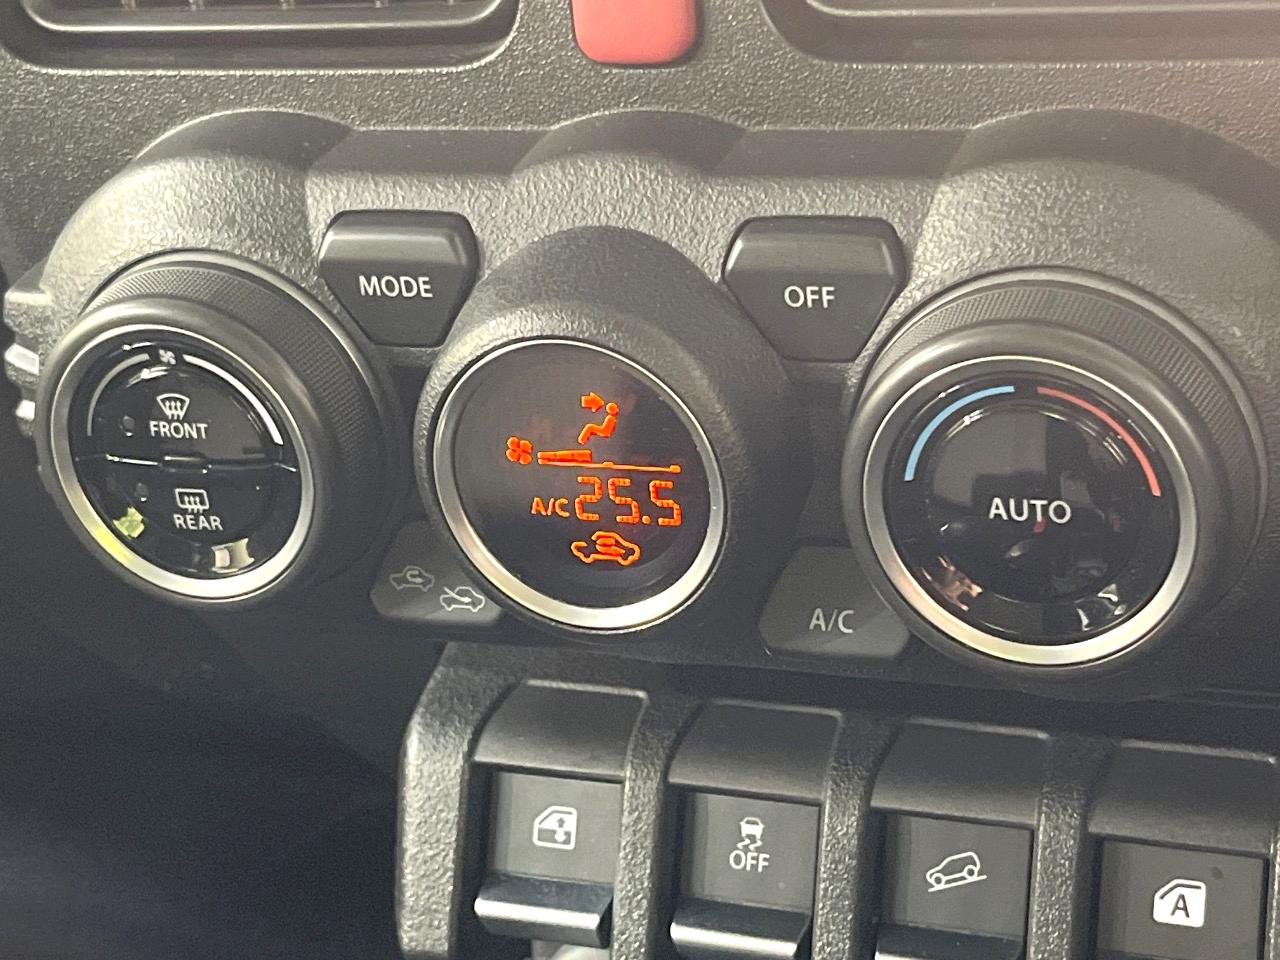 MODE
OFF
FRONT
REAR
A/C 25.5
AUTO
A/C
OFF
A